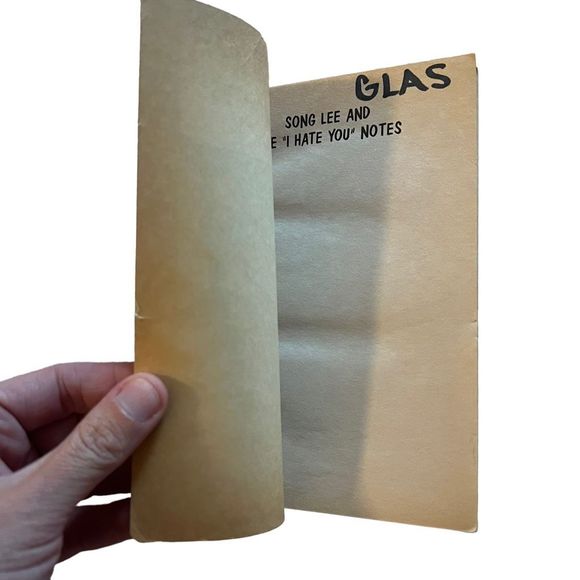 GLAS
SONG LEE AND
E "I HATE YOU" NOTES